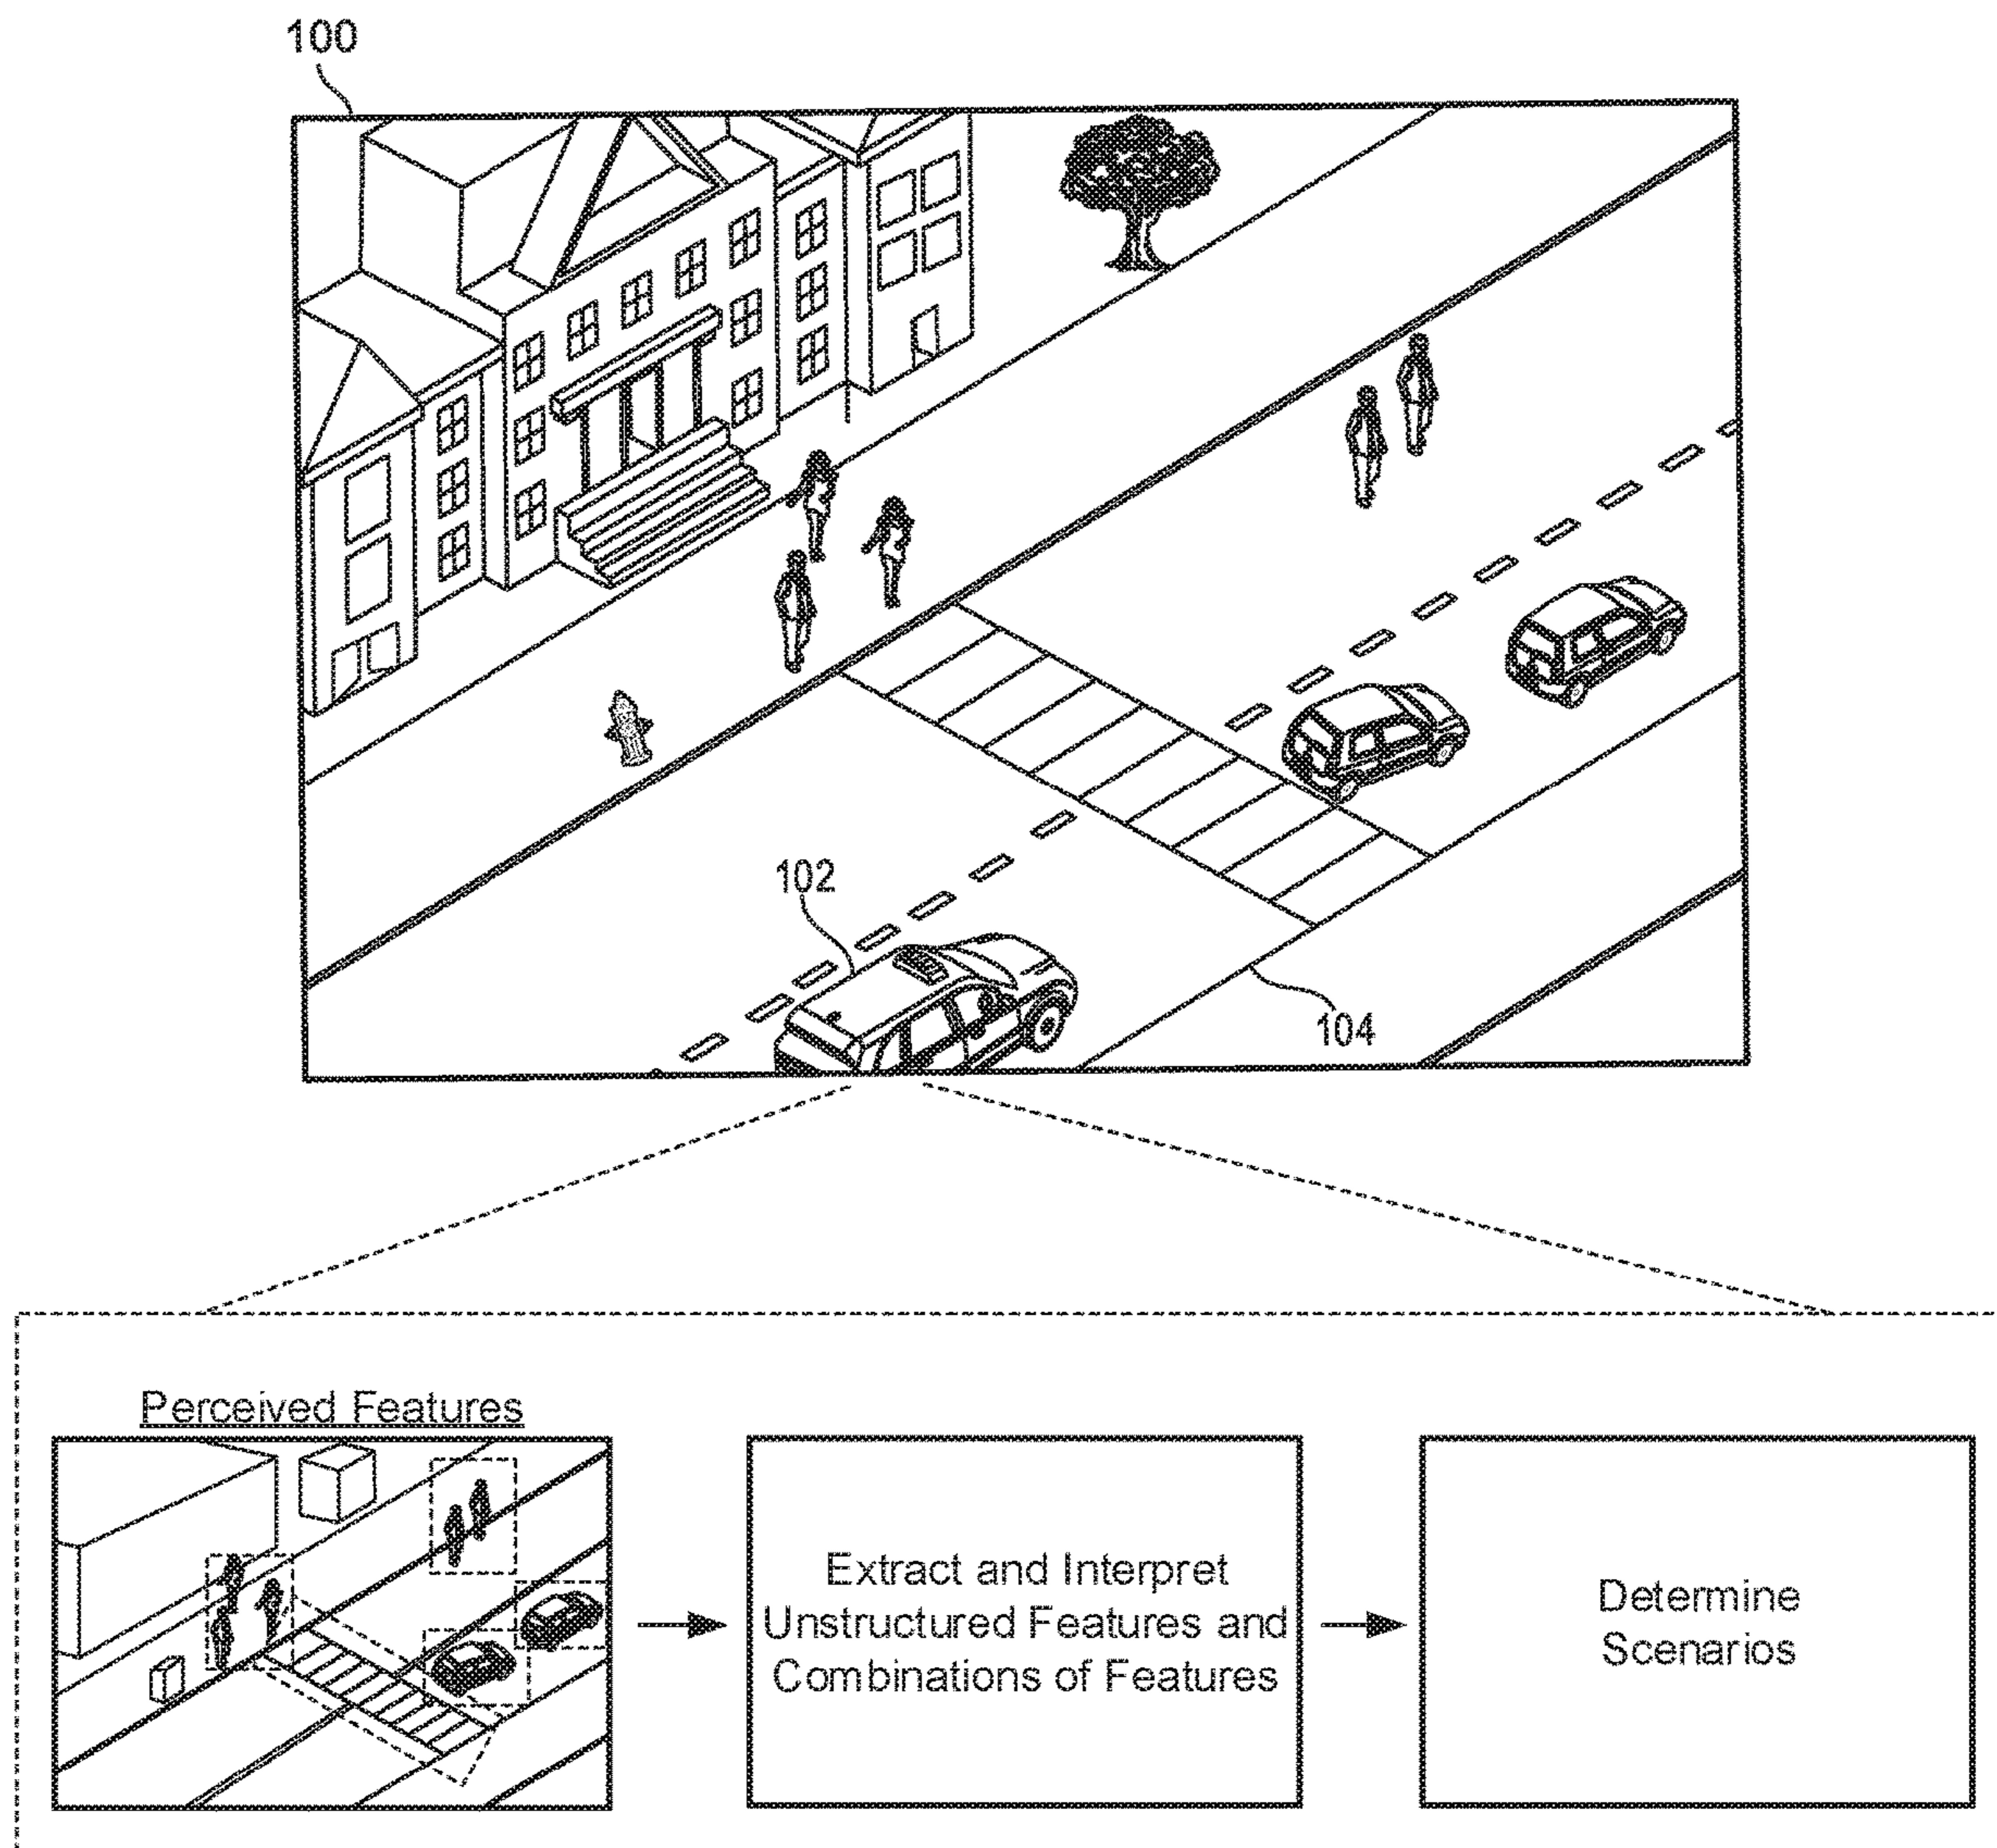 100
102
104
Perceived Features
Extract and Interpret
Unstructured Features and
Combinations of Features
Determine
Scenarios